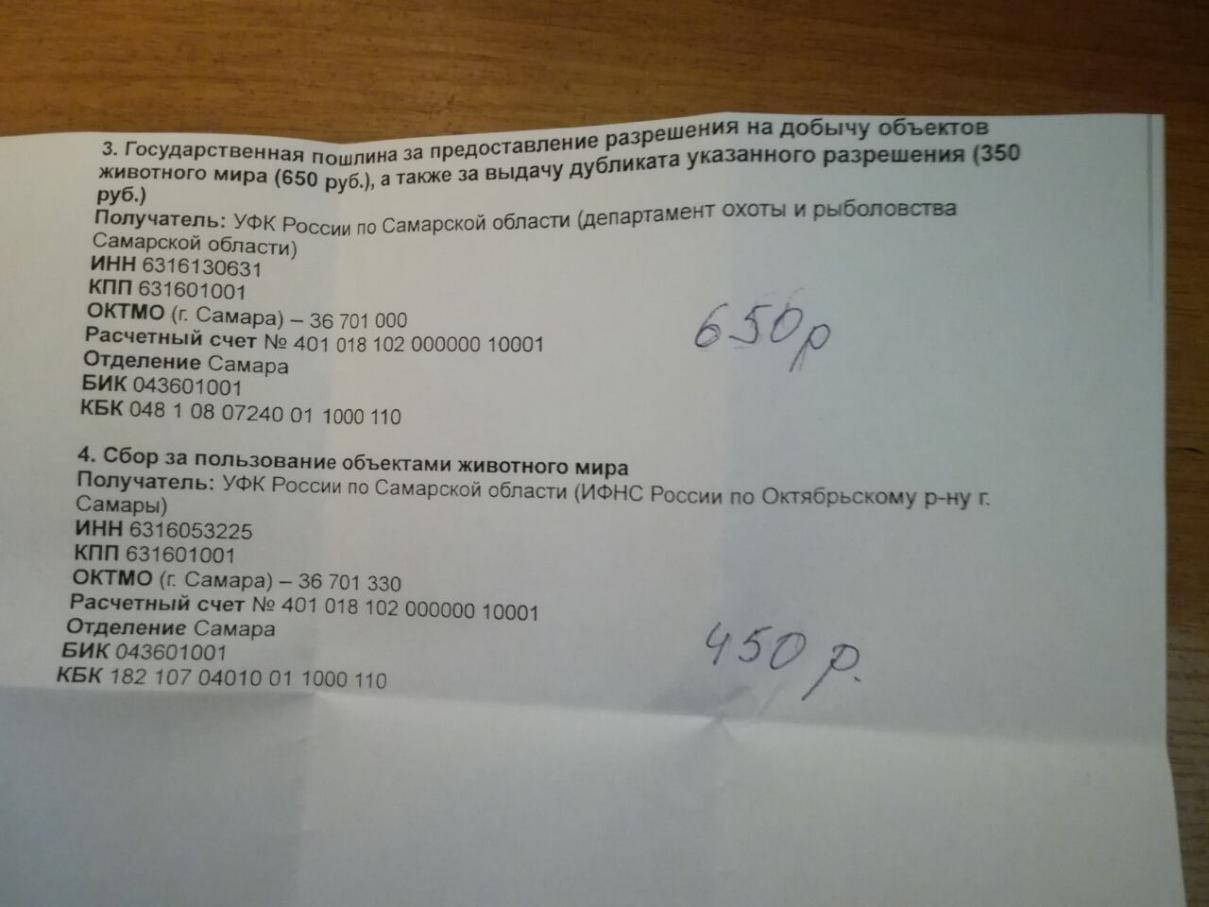 3. Государственная пошлина за предоставление разрешения на добычу объектов
животного мира (650 руб.), а также за выдачу дубликата указанного разрешения (350
руб.)
Получатель: УФК России по Самарской области (департамент охоты и рыболовства
Самарской области)
ИНН 6316130631
КПП 631601001
ОКТМО (г. Самара) – 36 701 000
650р
Расчетный счет № 401 018 102 000000 10001
Отделение Самара
БИК 043601001
КБК 048 1 08 07240 01 1000 110
4. Сбор за пользование объектами животного мира
Получатель: УФК России по Самарской области (ИФНС России по Октябрьскому р-ну г.
Самары)
ИНН 6316053225
КПП 631601001
ОКТМО (г. Самара) – 36 701 330
Расчетный счет № 401 018 102 000000 10001
Отделение Самара
450 р.
БИК 043601001
КБК 182 107 04010 01 1000 110